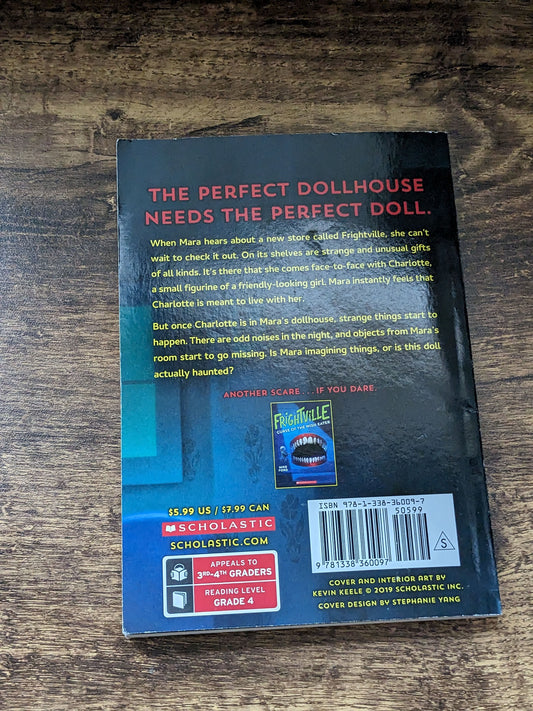 THE PERFECT DOLLHOUSE
NEEDS THE PERFECT DOLL.
When Mara hears about a new store called Frightville, she can't
wait to check it out. On its shelves are strange and unusual gifts
of all kinds. It's there that she comes face-to-face with Charlotte,
a small figurine of a friendly-looking girl. Mara instantly feels that
Charlotte is meant to live with her.
But once Charlotte is in Mara's dollhouse, strange things start to
happen. There are odd noises in the night, and objects from Mara's
room start to go missing. Is Mara imagining things, or is this doll
actually haunted?
ANOTHER SCARE . . . IF YOU DARE.
FRIGHTVILLE
CURSE OF THE WISH EATER
MIKE FORD
$5.99 US / $7.99 CAN
SCHOLASTIC
SCHOLASTIC.COM
APPEALS TO
3RD–4TH GRADERS
READING LEVEL
GRADE 4
ISBN 978-1-338-36009-7
50599
9 781338 360097
S
COVER AND INTERIOR ART BY
KEVIN KEELE © 2019 SCHOLASTIC INC.
COVER DESIGN BY STEPHANIE YANG